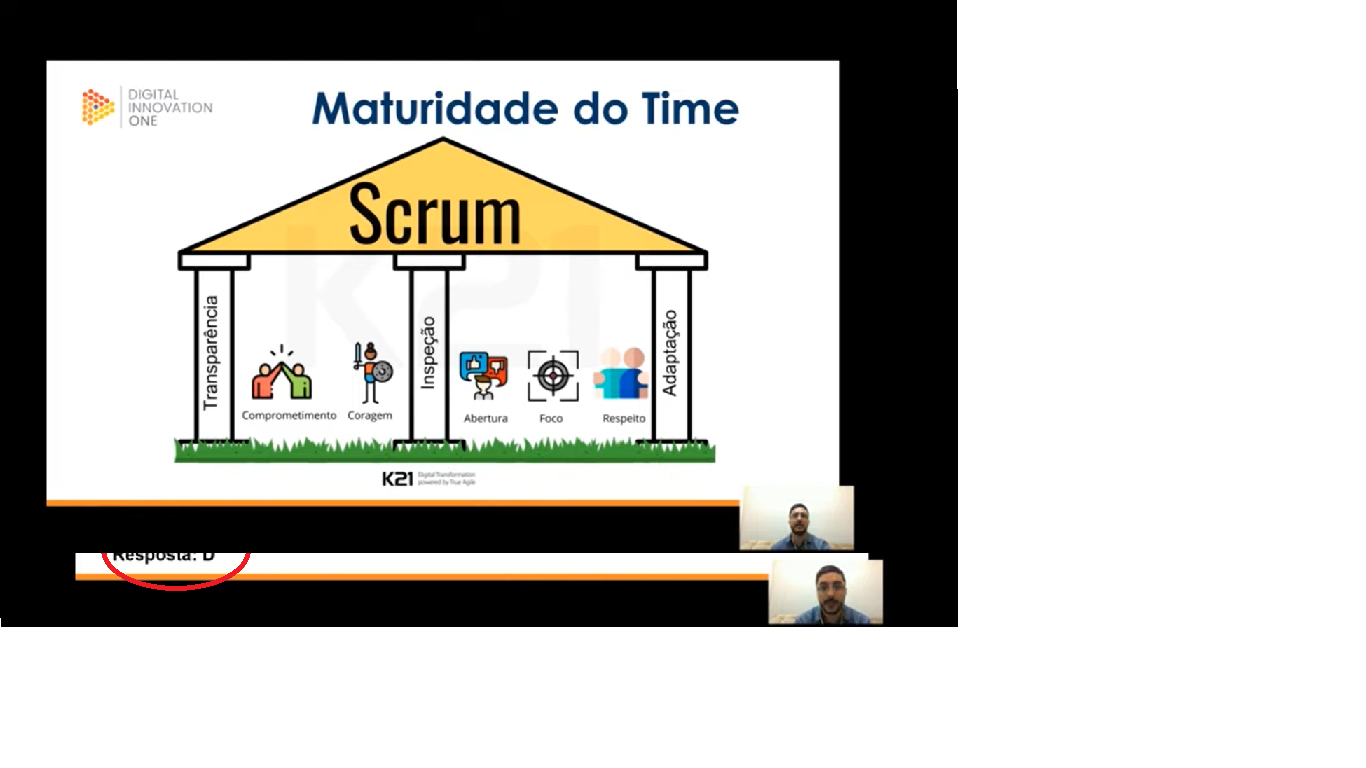 DIGITAL
INNOVATION
ONE
Maturidade do Time
Scrum
K21
Transparência
Inspeção
Adaptação
Comprometimento
Coragem
Abertura
Foco
Respeito
K21
Digital Transformation
powered by True Agile
Resposta: D